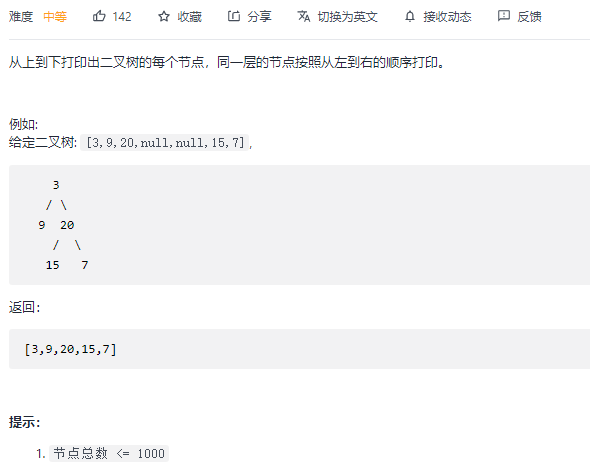 难度 中等 142 收藏 分享 切换为英文 接收动态 反馈
从上到下打印出二叉树的每个节点，同一层的节点按照从左到右的顺序打印。
例如:
给定二叉树: [3,9,20,null,null,15,7],
3
/ \
9 20
/ \
15 7
返回：
[3,9,20,15,7]
提示：
1. 节点总数 <= 1000